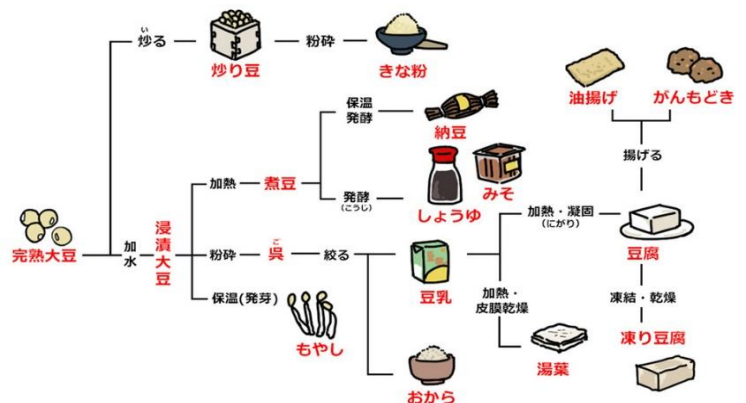 い
炒る
炒り豆
粉砕
きな粉
油揚げ
がんもどき
揚げる
保温
発酵
納豆
加熱
煮豆
発酵
(こうじ)
しょうゆ
みそ
完熟大豆
加水
浸漬大豆
粉砕
ご
呉
絞る
豆乳
加熱・凝固
(にがり)
豆腐
加熱・
皮膜乾燥
湯葉
凍結・乾燥
凍り豆腐
保温(発芽)
もやし
おから